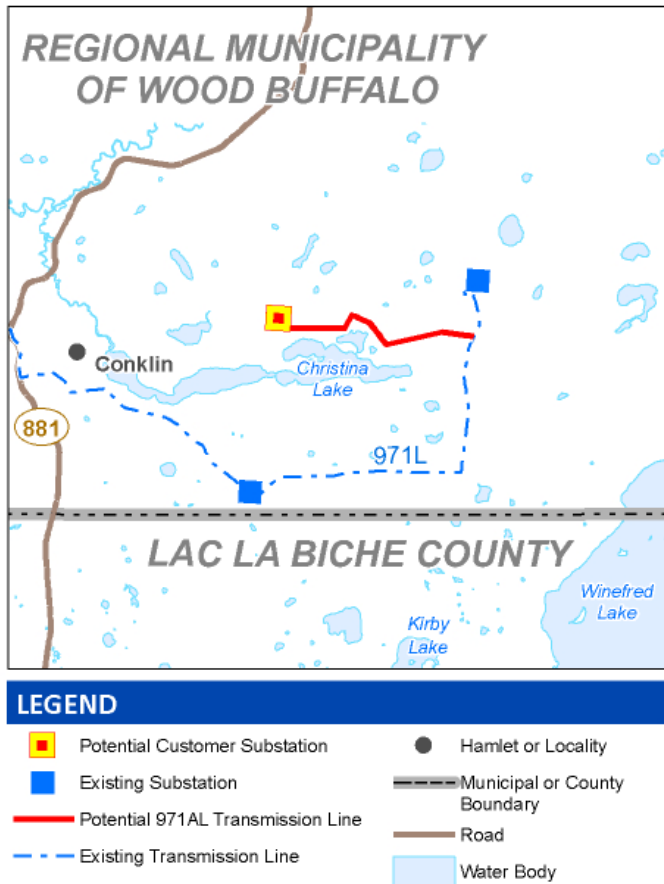 REGIONAL MUNICIPALITY
OF WOOD BUFFALO
Conklin
Christina
Lake
881
971L
LAC LA BICHE COUNTY
Winefred
Lake
Kirby
Lake
LEGEND
Potential Customer Substation
Existing Substation
Potential 971AL Transmission Line
Existing Transmission Line
Hamlet or Locality
Municipal or County
Boundary
Road
Water Body